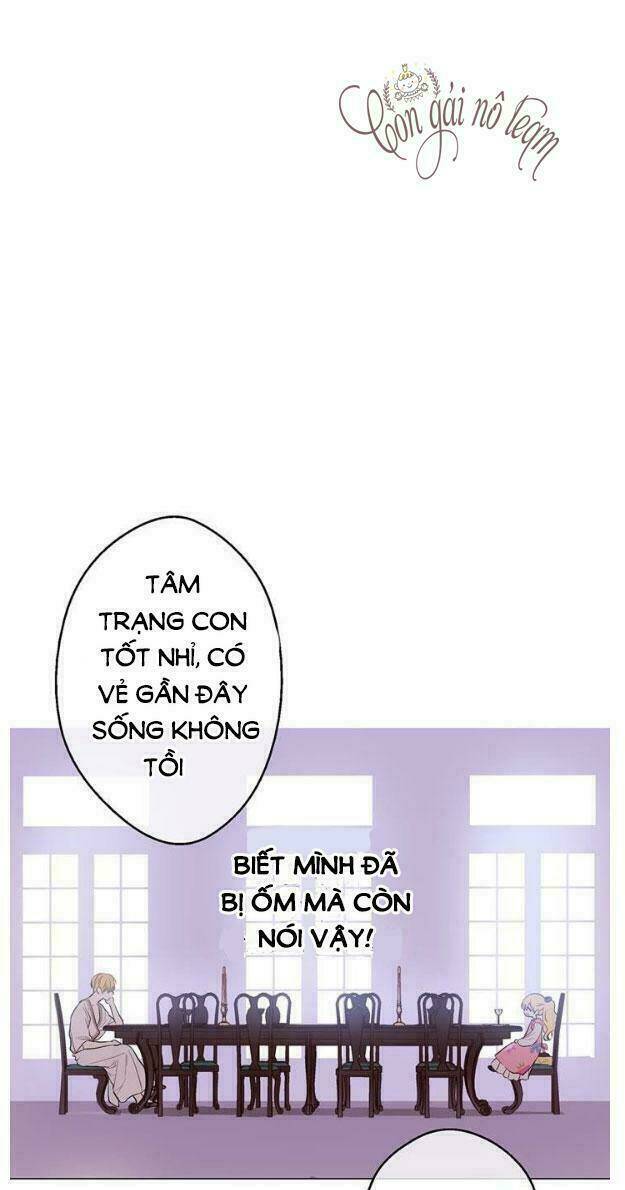 Con gái nô team
TÂM
TRẠNG CON
TỐT NHỈ, CÓ
VẺ GẦN ĐÂY
SỐNG KHÔNG
TỒI
BIẾT MÌNH ĐÃ
BỊ ỐM MÀ CÒN
NÓI VẬY!